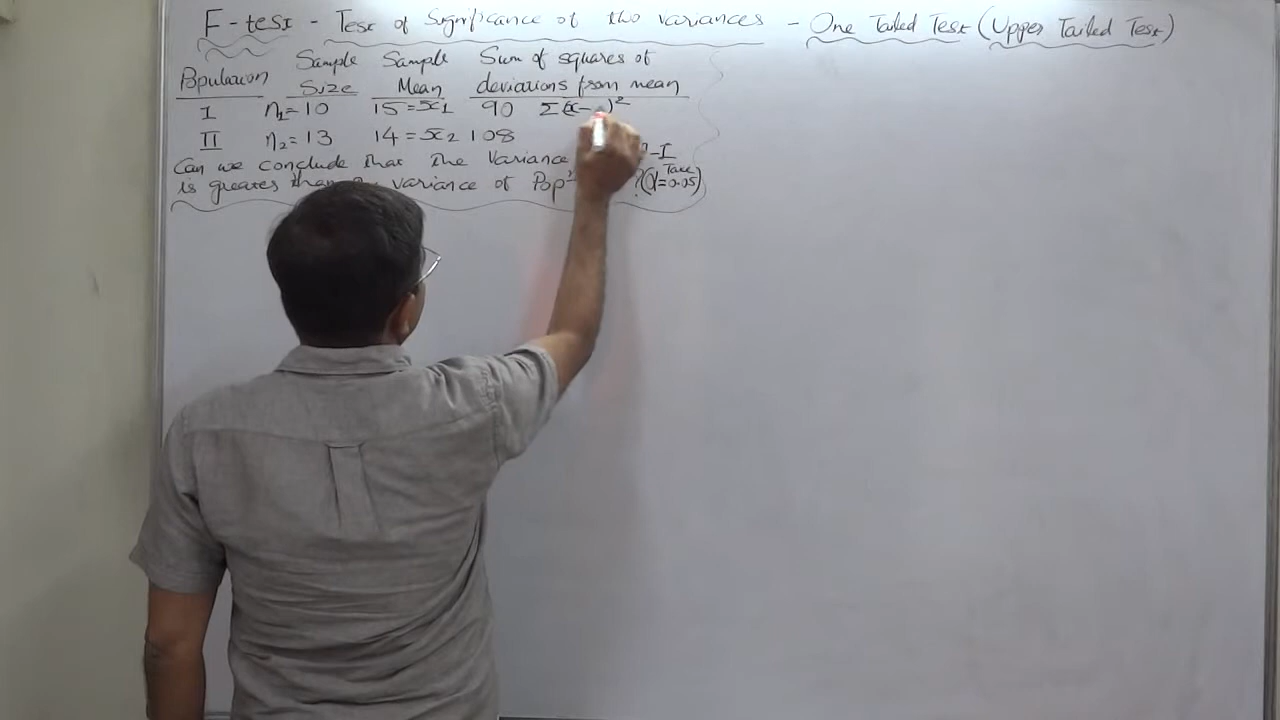 F-test - Test of Significance of two variances - One Tailed Test (Upper Tailed Test)
Population Sample Size Sample Mean Sum of squares of deviations from mean
I n₁=10 15=x̄₁ 90 Σ(x- )²
II n₂=13 14=x̄₂ 108
Can we conclude that the Variance -I
is greater than variance of Pop ? (Take α=0.05)